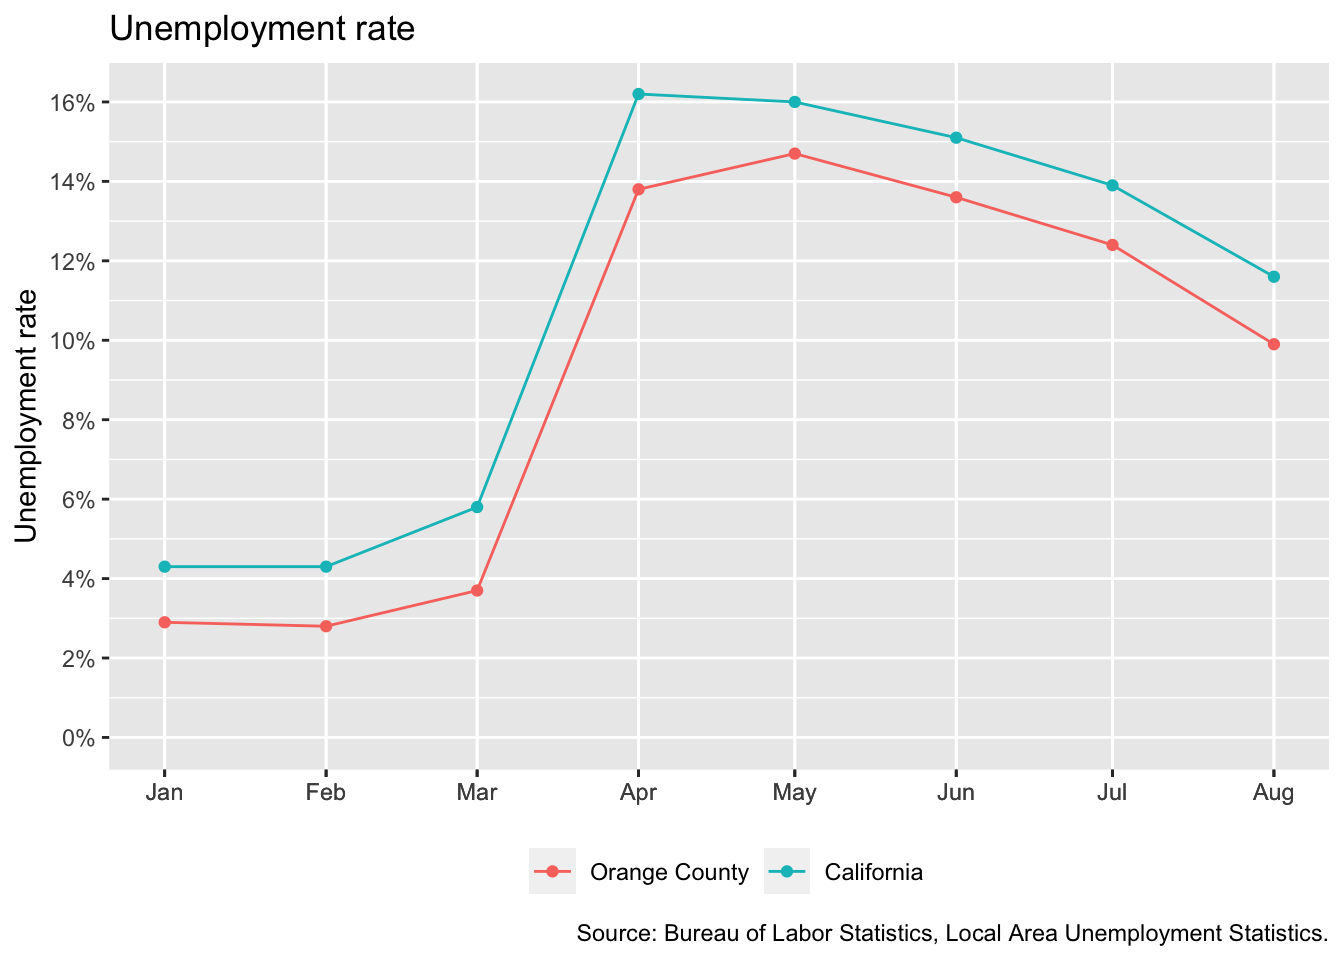 Unemployment rate
Unemployment rate
16%
14%
12%
10%
8%
6%
4%
2%
0%
Jan Feb Mar Apr May Jun Jul Aug
Orange County California
Source: Bureau of Labor Statistics, Local Area Unemployment Statistics.